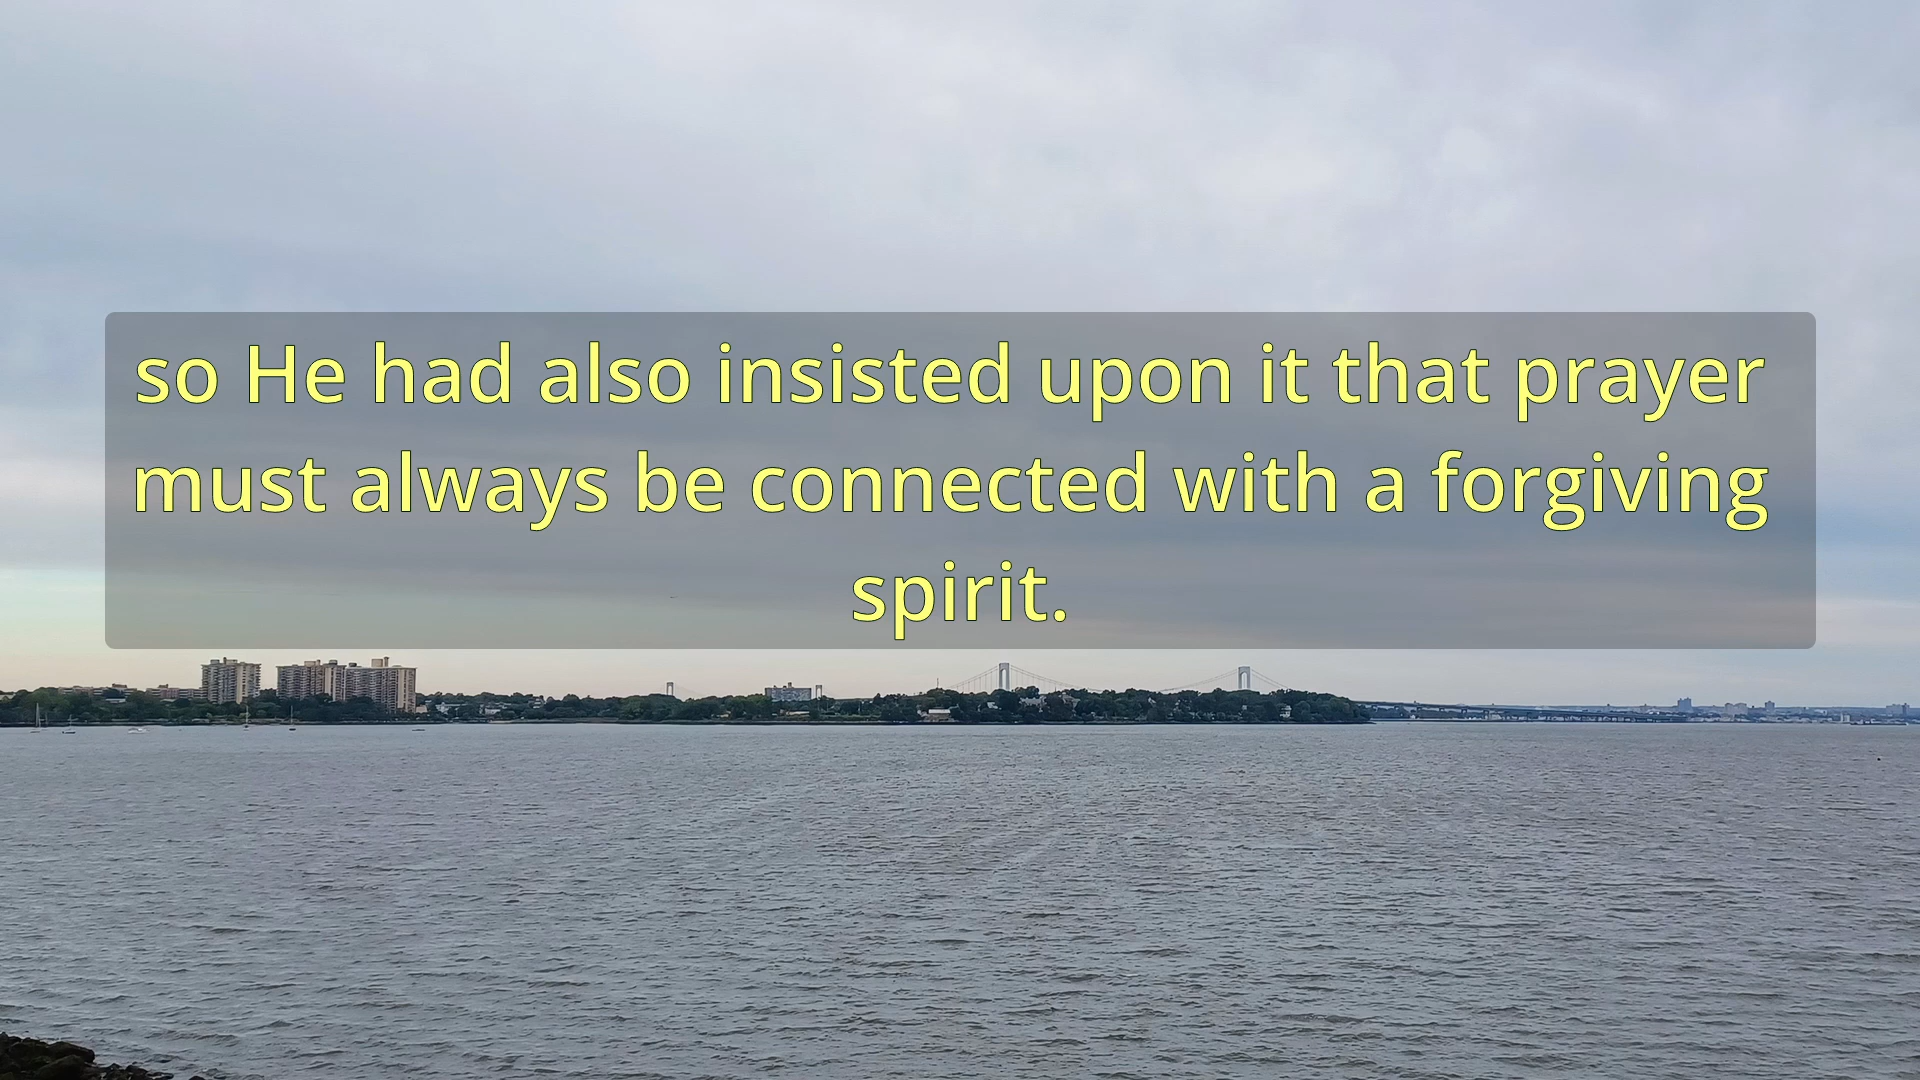 so He had also insisted upon it that prayer
must always be connected with a forgiving
spirit.